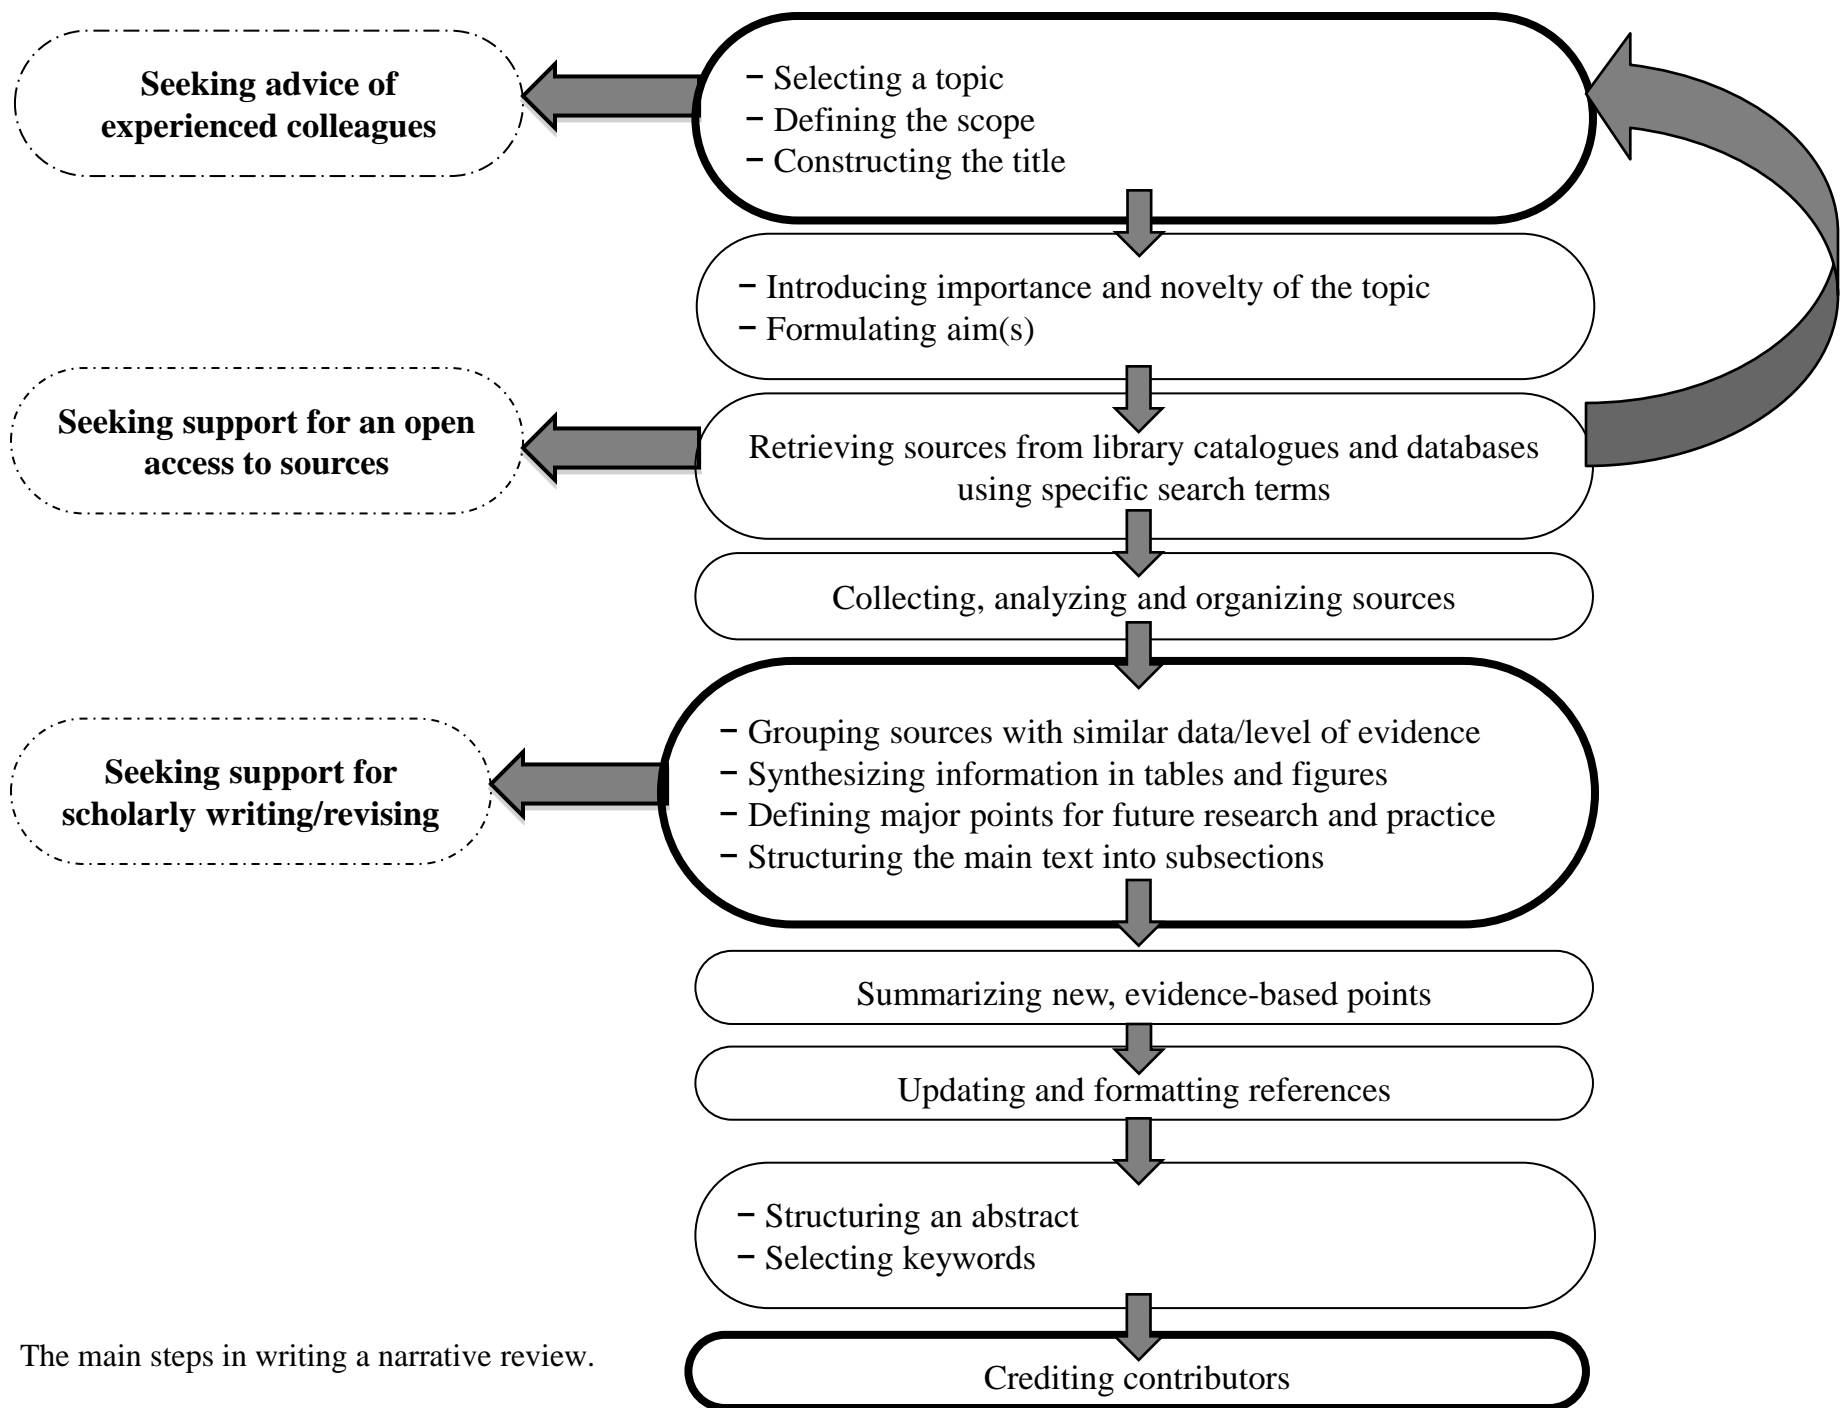 Seeking advice of
experienced colleagues
− Selecting a topic
− Defining the scope
− Constructing the title
− Introducing importance and novelty of the topic
− Formulating aim(s)
Seeking support for an open
access to sources
Retrieving sources from library catalogues and databases
using specific search terms
Collecting, analyzing and organizing sources
Seeking support for
scholarly writing/revising
− Grouping sources with similar data/level of evidence
− Synthesizing information in tables and figures
− Defining major points for future research and practice
− Structuring the main text into subsections
Summarizing new, evidence-based points
Updating and formatting references
− Structuring an abstract
− Selecting keywords
The main steps in writing a narrative review.
Crediting contributors